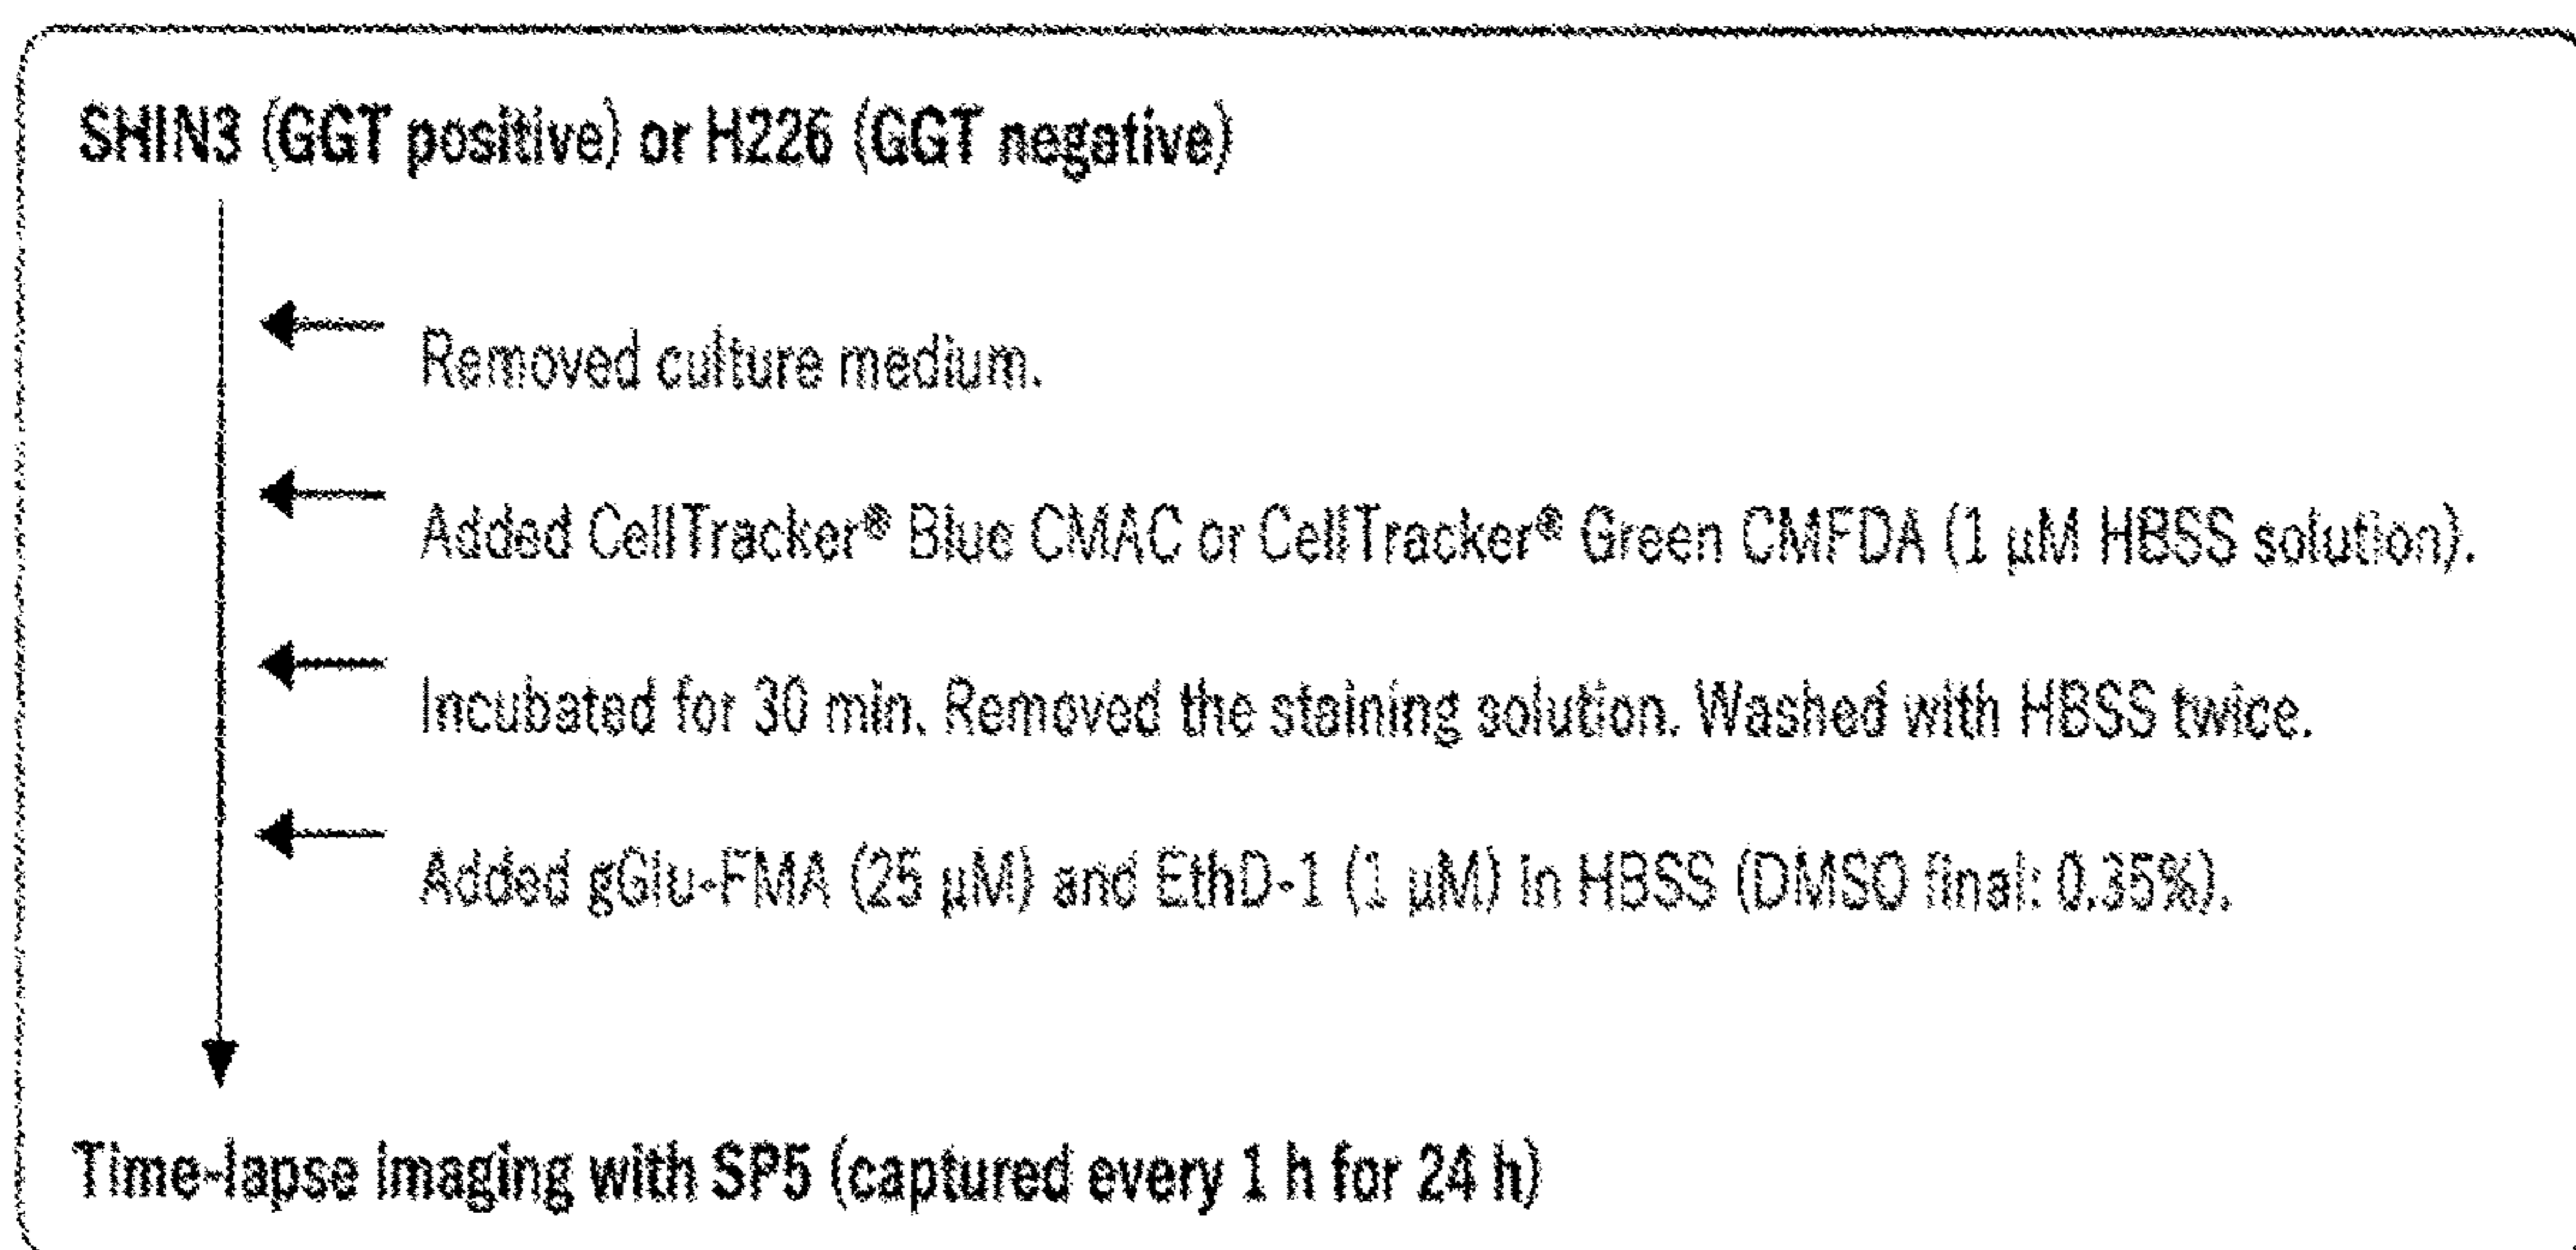 SHIN3 (GGT positive) or H226 (GGT negative)
Removed culture medium.
Added CellTracker® Blue CMAC or CellTracker® Green CMFDA (1 µM HBSS solution).
Incubated for 30 min. Removed the staining solution. Washed with HBSS twice.
Added gGlu-FMA (25 µM) and EthD-1 (1 µM) in HBSS (DMSO final: 0.35%).
Time-lapse imaging with SP5 (captured every 1 h for 24 h)